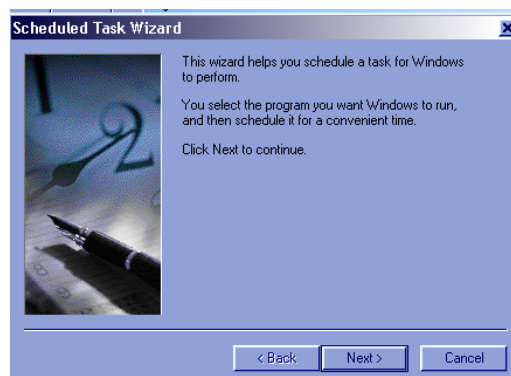 Scheduled Task Wizard
This wizard helps you schedule a task for Windows
to perform.
You select the program you want Windows to run,
and then schedule it for a convenient time.
Click Next to continue.
2
< Back
Next >
Cancel